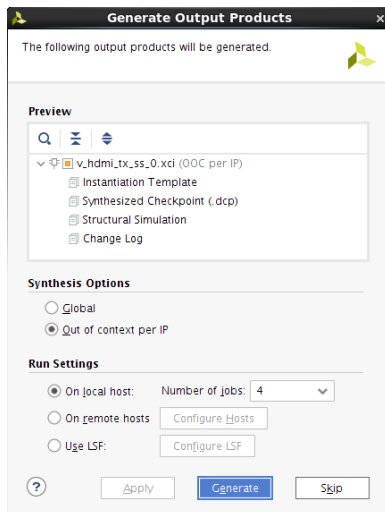 Generate Output Products
The following output products will be generated.
Preview
v_hdmi_tx_ss_0.xci (OOC per IP)
Instantiation Template
Synthesized Checkpoint (.dcp)
Structural Simulation
Change Log
Synthesis Options
Global
Out of context per IP
Run Settings
On local host: Number of jobs: 4
On remote hosts Configure Hosts
Use LSF: Configure LSF
? Apply Generate Skip